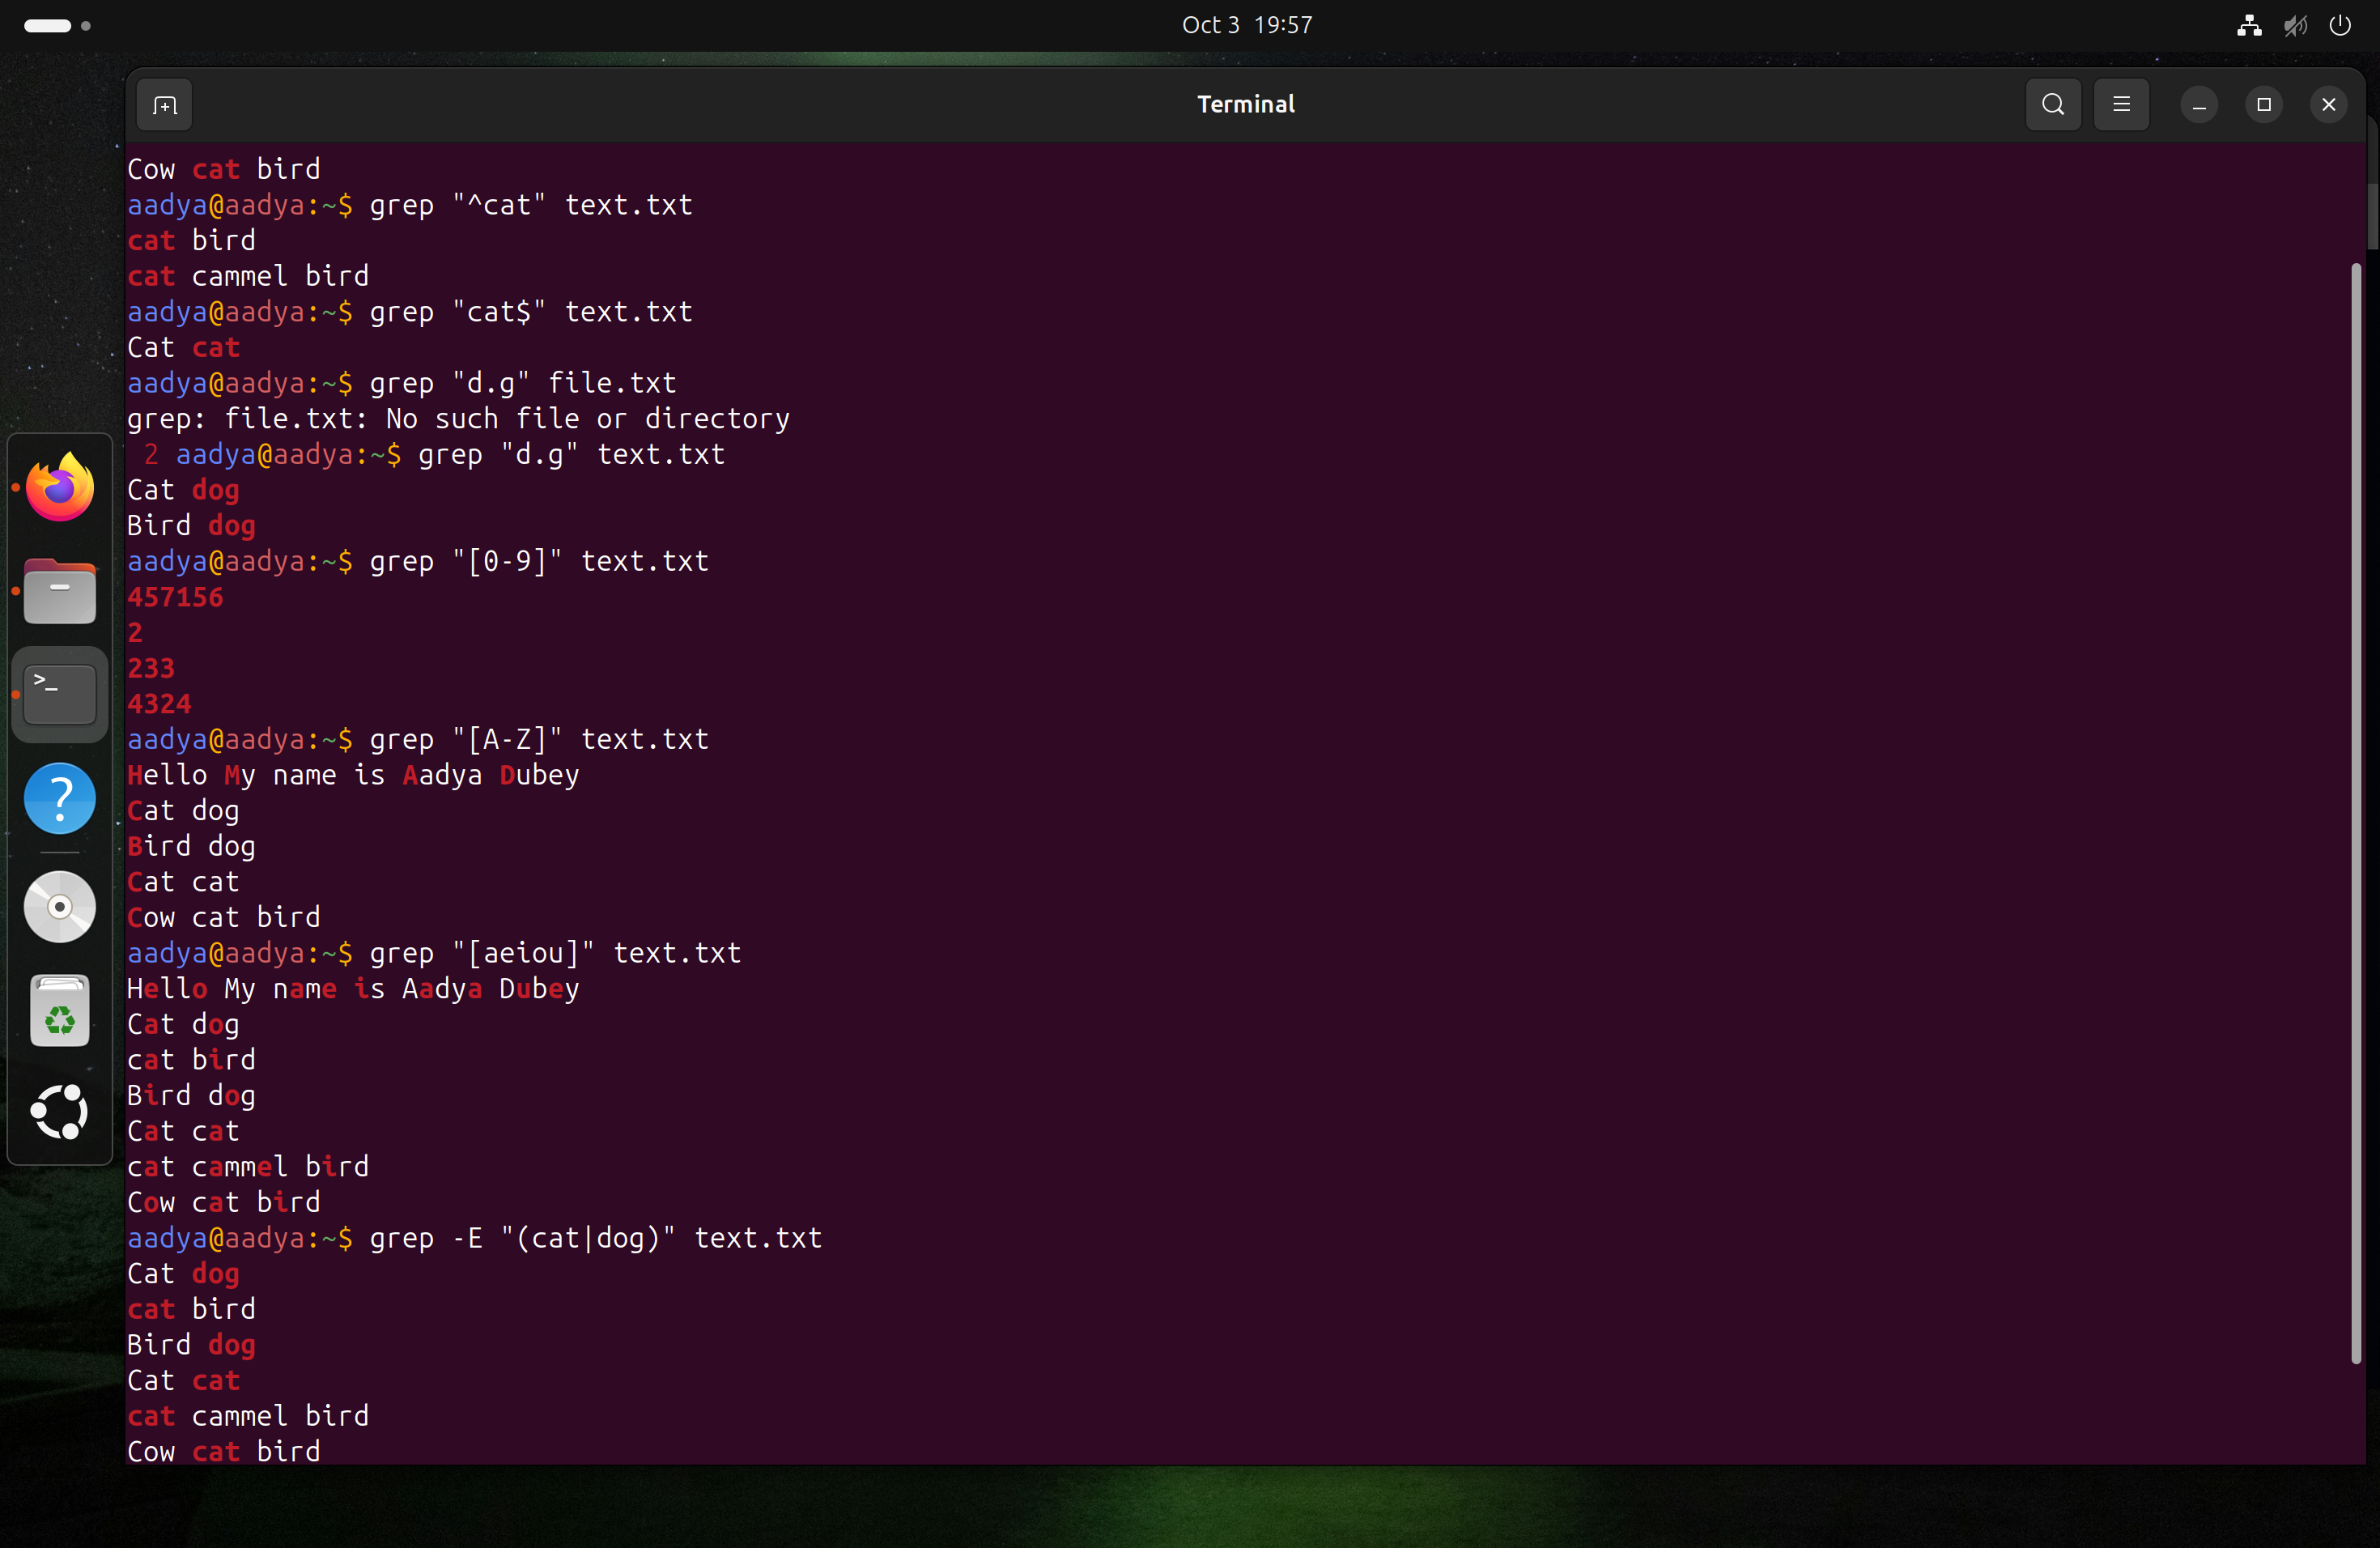 Oct 3 19:57
Terminal
Cow cat bird
aadya@aadya:~$ grep "^cat" text.txt
cat bird
cat cammel bird
aadya@aadya:~$ grep "cat$" text.txt
Cat cat
aadya@aadya:~$ grep "d.g" file.txt
grep: file.txt: No such file or directory
2 aadya@aadya:~$ grep "d.g" text.txt
Cat dog
Bird dog
aadya@aadya:~$ grep "[0-9]" text.txt
457156
2
233
4324
aadya@aadya:~$ grep "[A-Z]" text.txt
Hello My name is Aadya Dubey
Cat dog
Bird dog
Cat cat
Cow cat bird
aadya@aadya:~$ grep "[aeiou]" text.txt
Hello My name is Aadya Dubey
Cat dog
cat bird
Bird dog
Cat cat
cat cammel bird
Cow cat bird
aadya@aadya:~$ grep -E "(cat|dog)" text.txt
Cat dog
cat bird
Bird dog
Cat cat
cat cammel bird
Cow cat bird